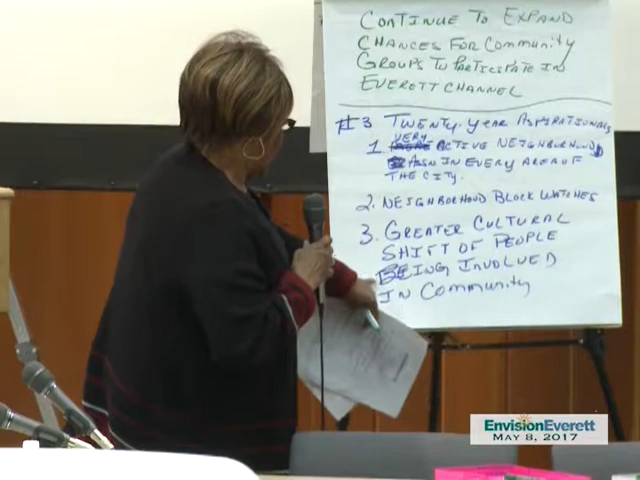 CONTINUE TO EXPAND
CHANCES FOR Community
GROUPS TO PARTICIPATE IN
EVERETT CHANNEL
#3 TWENTY-YEAR ASPIRATIONALS
1. VERY ACTIVE NEIGHBORHOOD
ASSN IN EVERY AREA OF
THE CITY.
2. NEIGHBORHOOD BLOCK WATCHES
3. GREATER CULTURAL
SHIFT OF PEOPLE
BEING INVOLVED
IN Community
EnvisionEverett
MAY 8, 2017